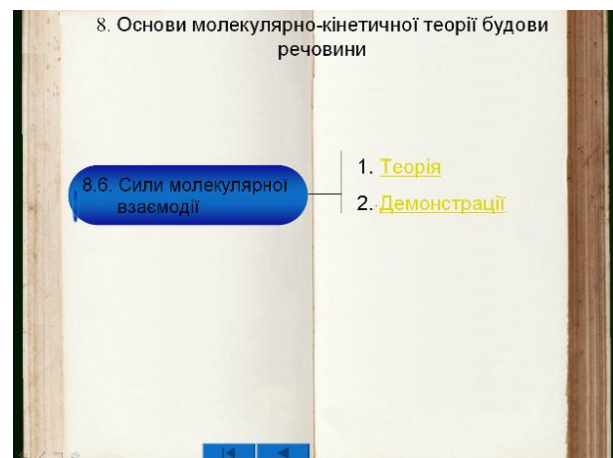 8. Основи молекулярно-кінетичної теорії будови
речовини
8.6. Сили молекулярної
взаємодії
1. Теорія
2. Демонстрації